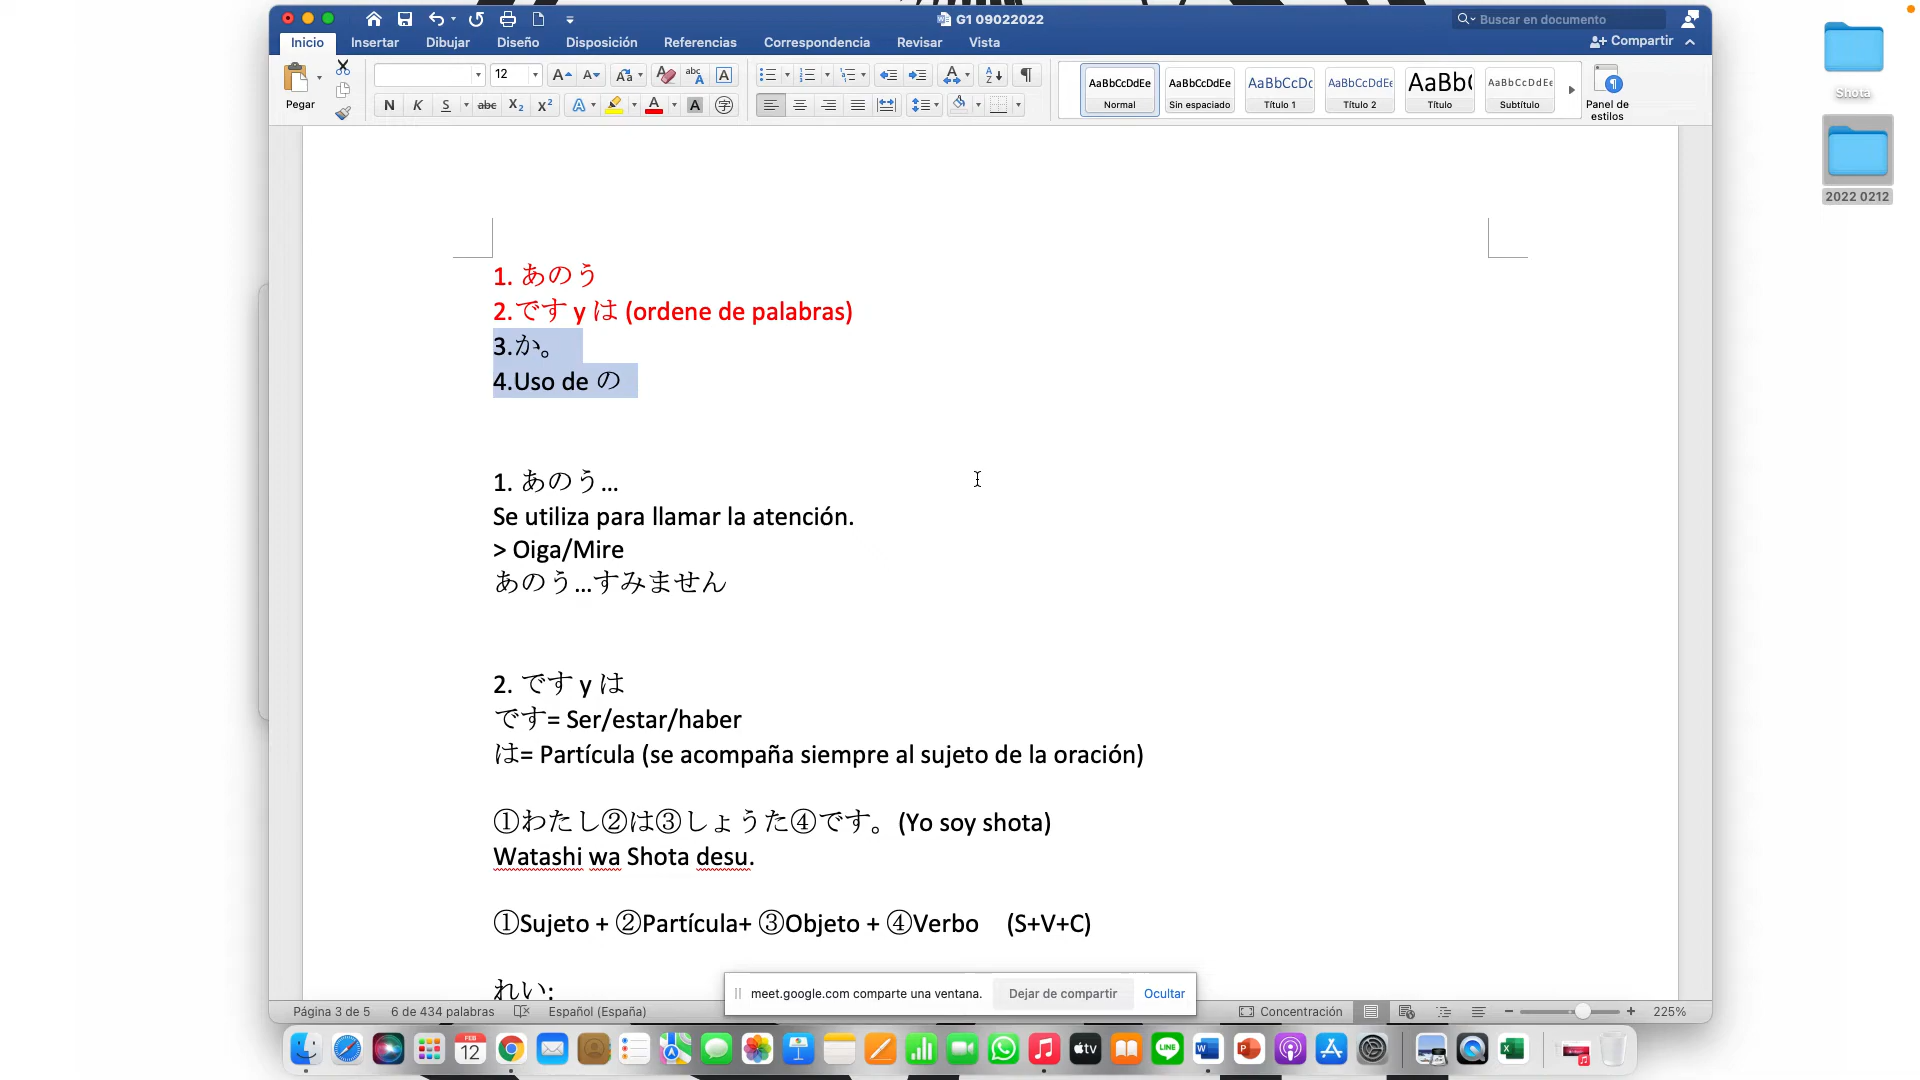 G1 09022022
Buscar en documento
Inicio Insertar Dibujar Diseño Disposición Referencias Correspondencia Revisar Vista Compartir
Pegar
12
N K S abc X₂ X²
AaBbCcDdEe AaBbCcDdEe AaBbCcDc AaBbCcDdEe AaBb( AaBbCcDdEe
Normal Sin espaciado Título 1 Título 2 Título Subtítulo
Panel de estilos
Shota
2022 0212
1. あのう
2.です y は (ordene de palabras)
3.か。
4.Uso de の
1. あのう...
Se utiliza para llamar la atención.
> Oiga/Mire
あのう...すみません
2. です y は
です= Ser/estar/haber
は= Partícula (se acompaña siempre al sujeto de la oración)
①わたし②は③しょうた④です。(Yo soy shota)
Watashi wa Shota desu.
①Sujeto + ②Partícula+ ③Objeto + ④Verbo (S+V+C)
れい:
meet.google.com comparte una ventana. Dejar de compartir Ocultar
Página 3 de 5 6 de 434 palabras Español (España) Concentración 225%
FEB
12
tv
LINE